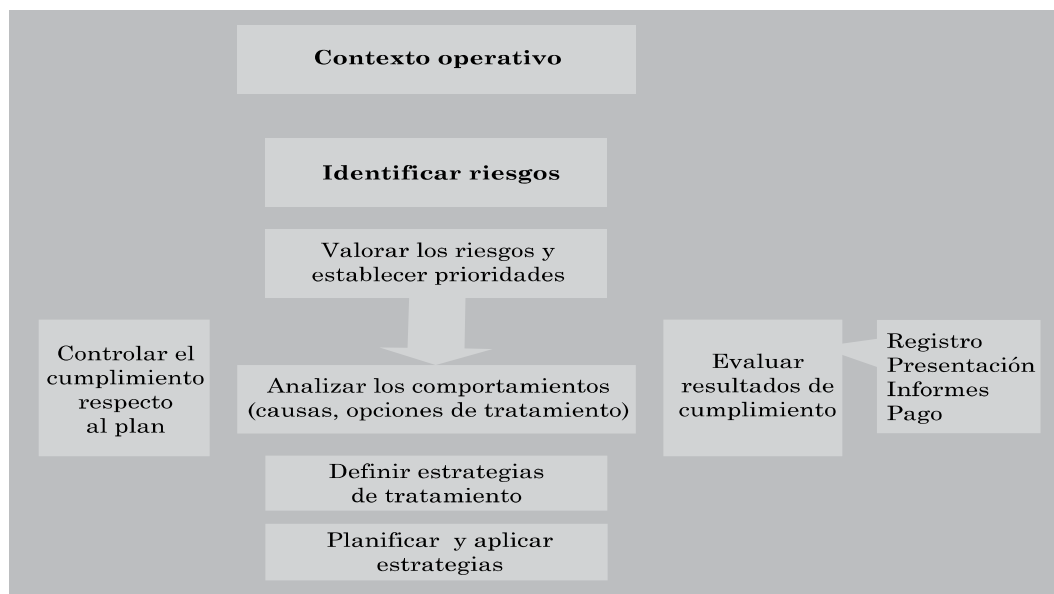 Contexto operativo
Identificar riesgos
Valorar los riesgos y
establecer prioridades
Controlar el
cumplimiento
respecto
al plan
Analizar los comportamientos
(causas, opciones de tratamiento)
Evaluar
resultados de
cumplimiento
Registro
Presentación
Informes
Pago
Definir estrategias
de tratamiento
Planificar y aplicar
estrategias